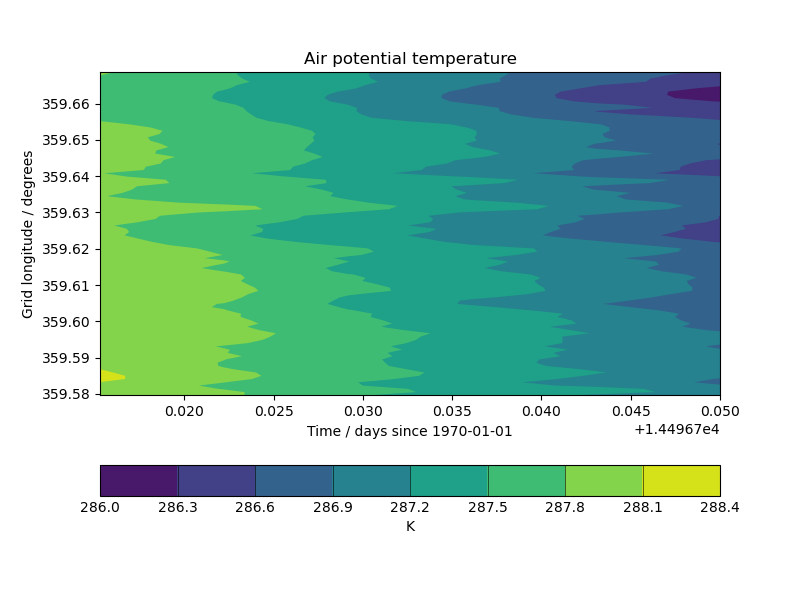 Air potential temperature
Grid longitude / degrees
359.66
359.65
359.64
359.63
359.62
359.61
359.60
359.59
359.58
0.020 0.025 0.030 0.035 0.040 0.045 0.050
Time / days since 1970-01-01
+1.44967e4
286.0 286.3 286.6 286.9 287.2 287.5 287.8 288.1 288.4
K